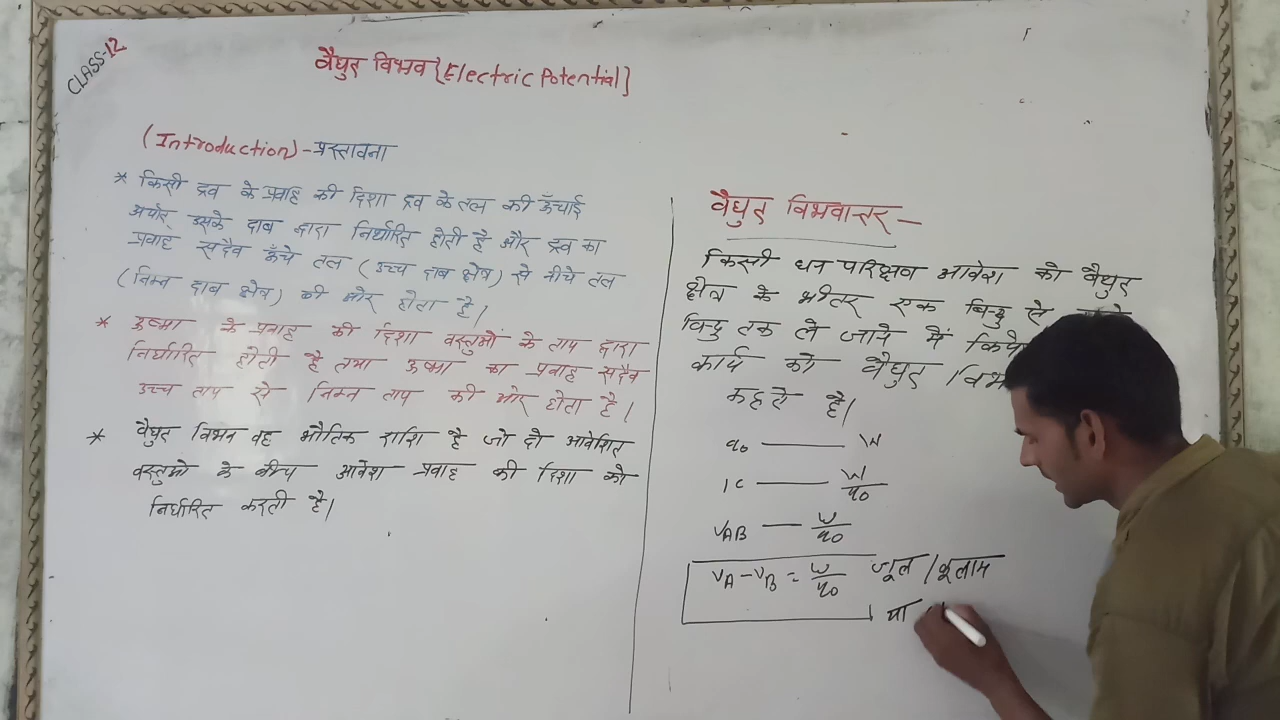 CLASS-12
वैघुत विभव {Electric Potential}
(Introduction) - प्रस्तावना
* किसी द्रव के प्रवाह की दिशा द्रव के तल की ऊँचाई
अर्थात् उसके दाब द्वारा निर्धारित होती है और द्रव का
प्रवाह सदैव ऊँचे तल (उच्च दाब क्षेत्र) से नीचे तल
(निम्न दाब क्षेत्र) की ओर होता है।
* ऊष्मा के प्रवाह की दिशा वस्तुओं के ताप द्वारा
निर्धारित होती है तथा ऊष्मा का प्रवाह सदैव
उच्च ताप से निम्न ताप की ओर होता है।
* वैघुत विभव वह भौतिक राशि है जो दो आवेशित
वस्तुओ के बीच आवेश प्रवाह की दिशा को
निर्धारित करती है।
वैघुत विभवान्तर –
किसी धन परिक्षण आवेश को वैघुत
क्षेत्र के भीतर एक बिन्दु से
बिन्दु तक ले जाने में किये
कार्य को वैघुत
कहते है।
q0 — W
1C — W/q0
VAB — W/q0
VA - VB = W/q0 जूल / कूलाम
या